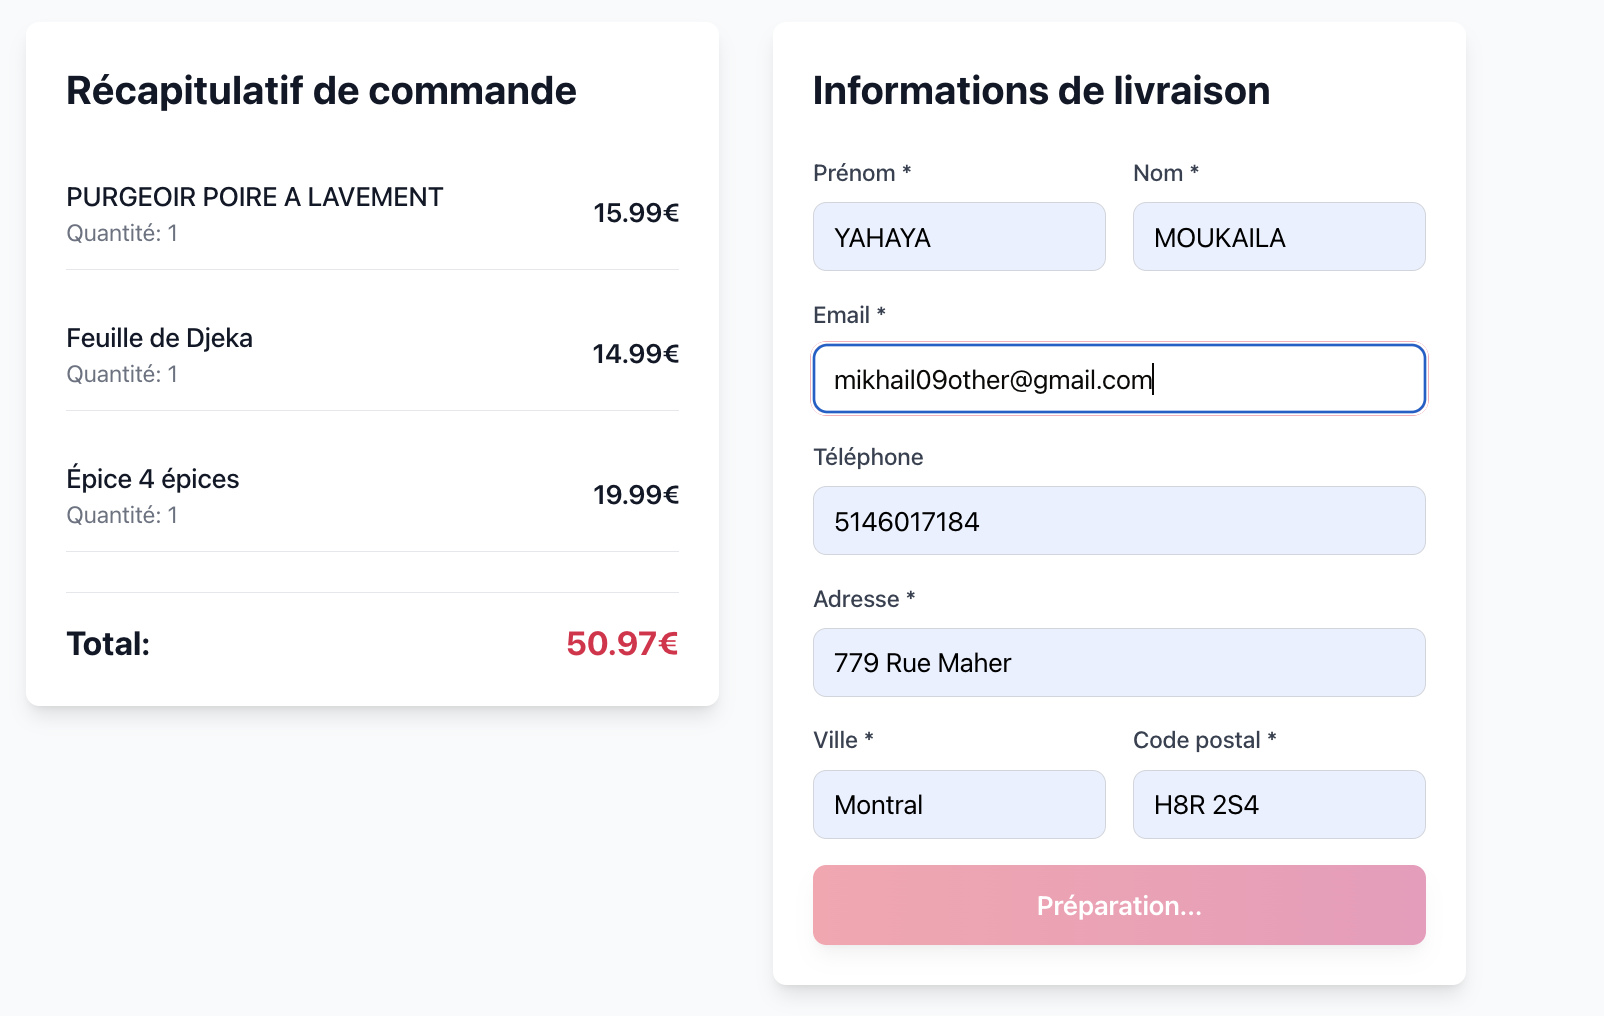 Récapitulatif de commande
PURGEOIR POIRE A LAVEMENT
Quantité: 1
15.99€
Feuille de Djeka
Quantité: 1
14.99€
Épice 4 épices
Quantité: 1
19.99€
Total:
50.97€
Informations de livraison
Prénom *
Nom *
YAHAYA
MOUKAILA
Email *
mikhail09other@gmail.com
Téléphone
5146017184
Adresse *
779 Rue Maher
Ville *
Code postal *
Montral
H8R 2S4
Préparation...